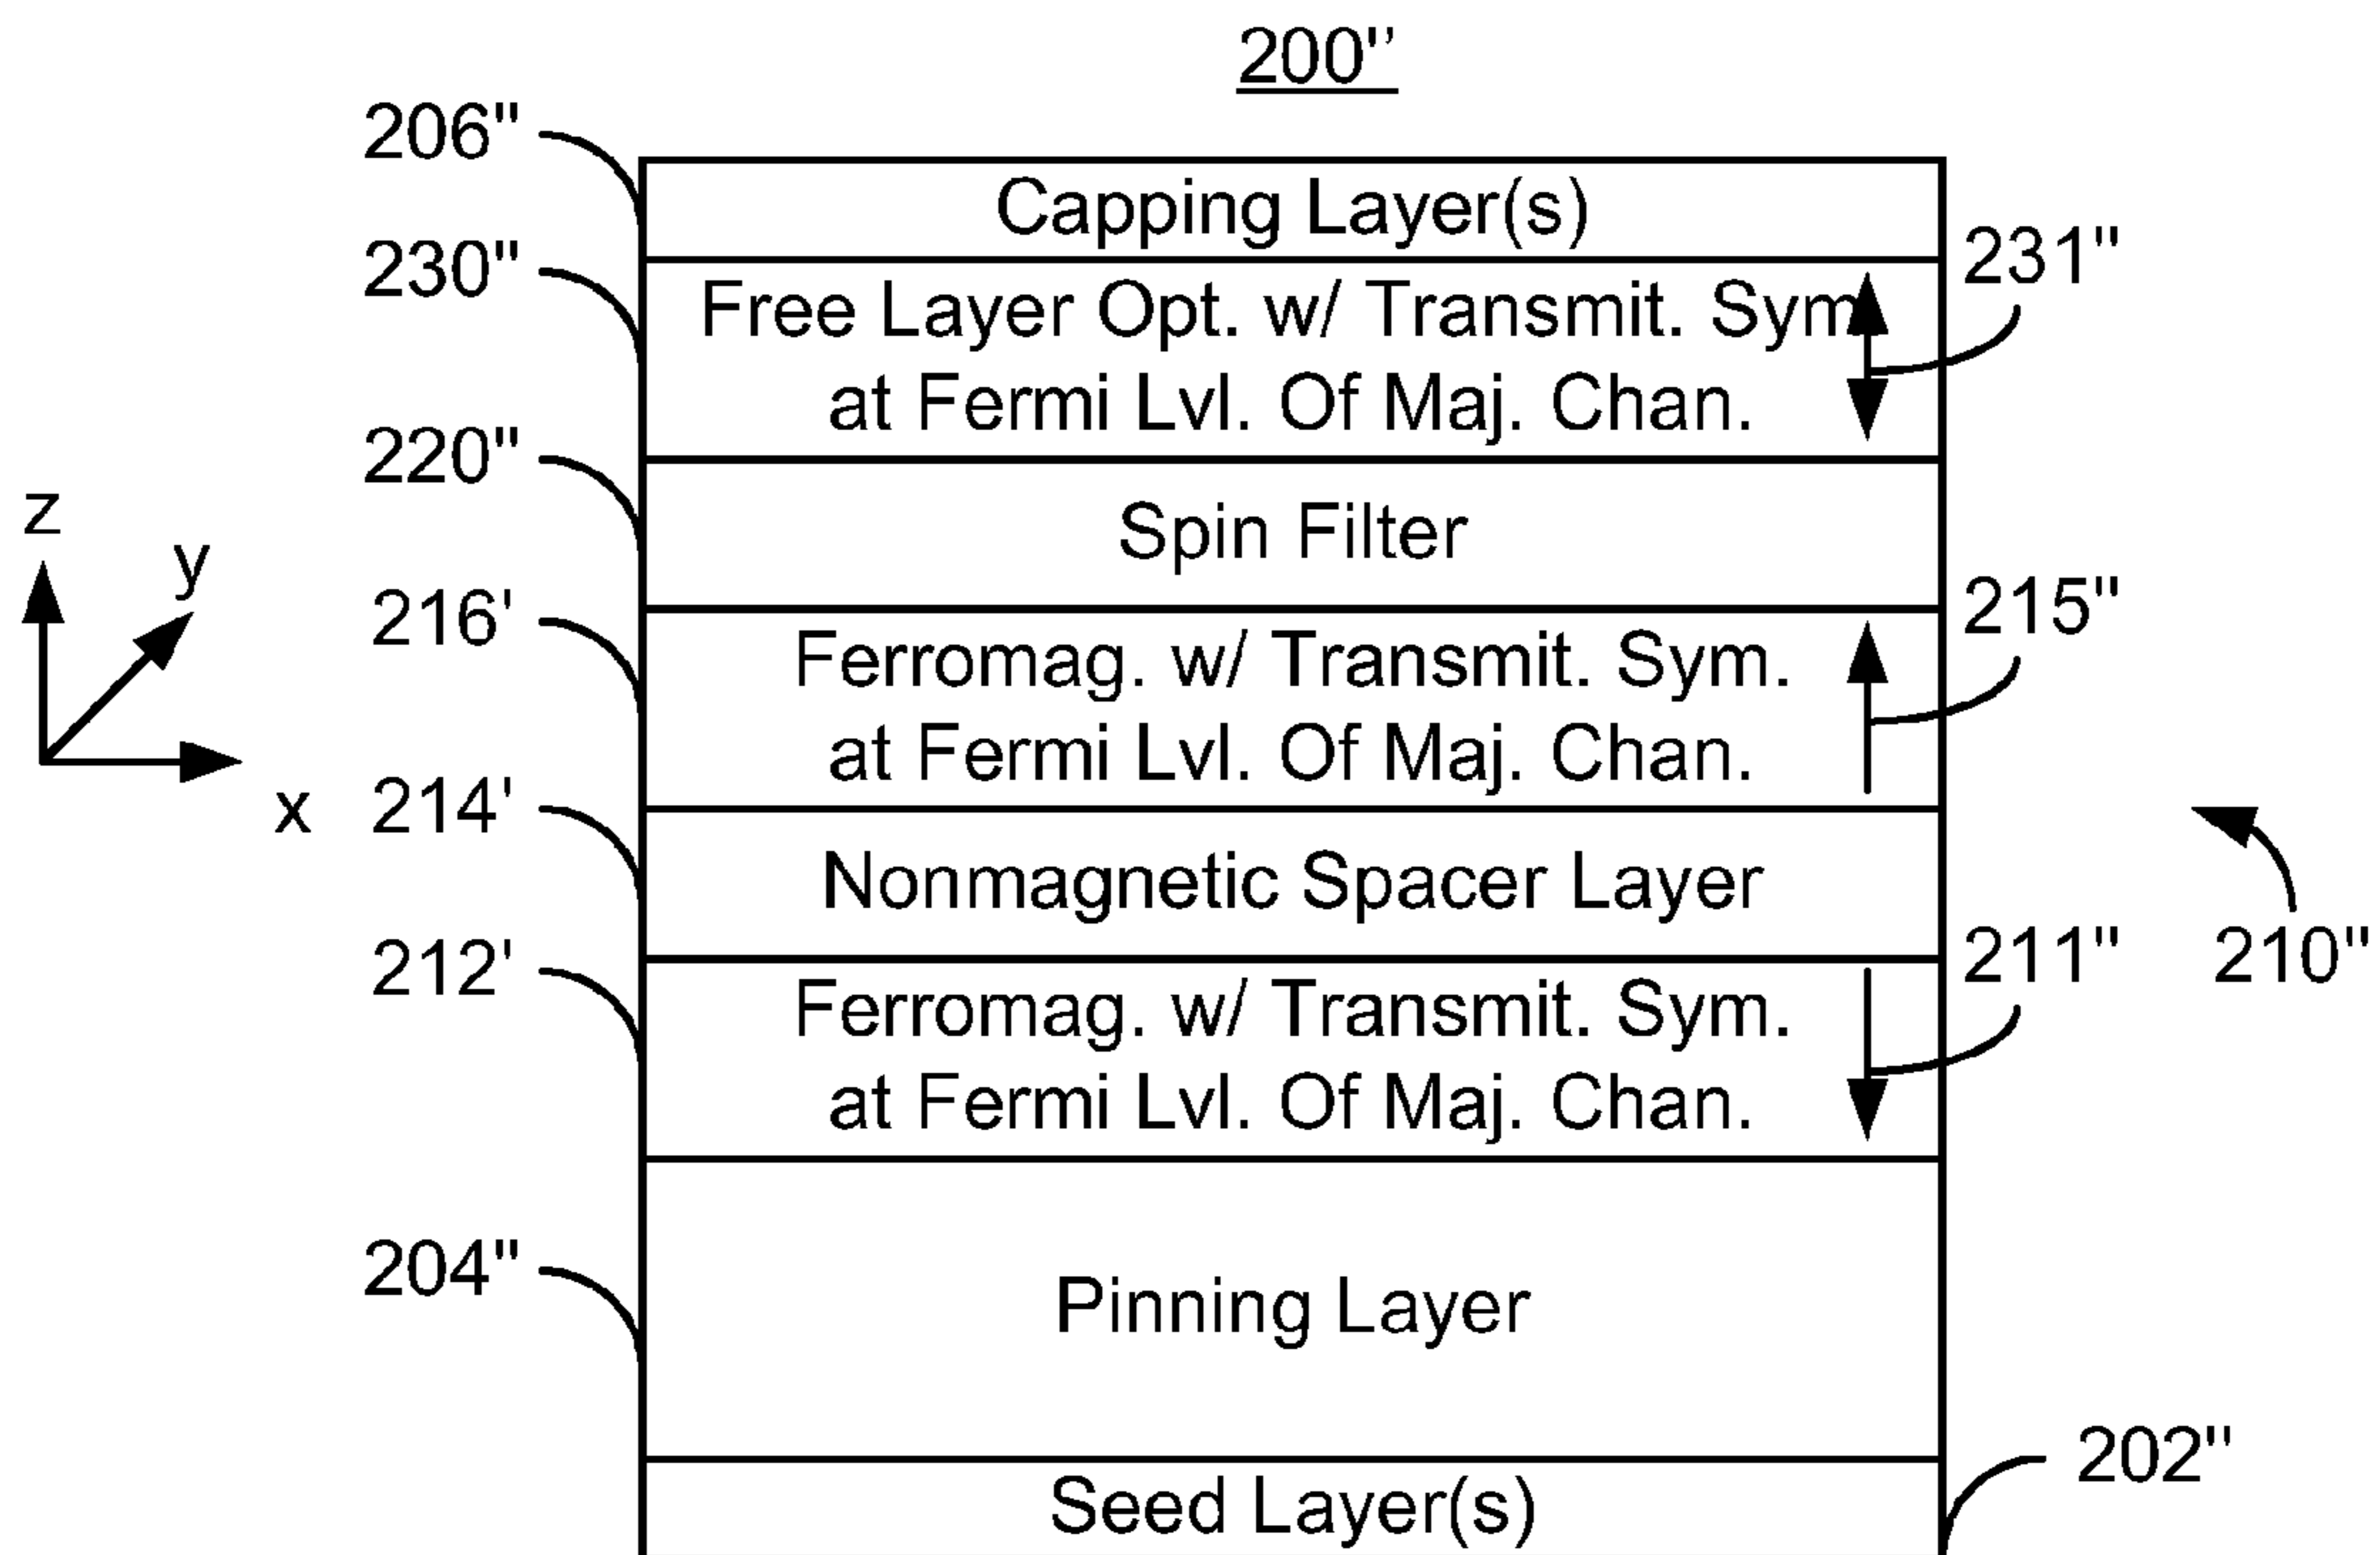 200''
206"
Capping Layer(s)
230"
231"
Free Layer Opt. w/ Transmit. Sym
at Fermi Lvl. Of Maj. Chan.
220"
Spin Filter
z
y
x
216'
215"
Ferromag. w/ Transmit. Sym.
at Fermi Lvl. Of Maj. Chan.
214'
Nonmagnetic Spacer Layer
212'
211"
210"
Ferromag. w/ Transmit. Sym.
at Fermi Lvl. Of Maj. Chan.
204"
Pinning Layer
202"
Seed Layer(s)